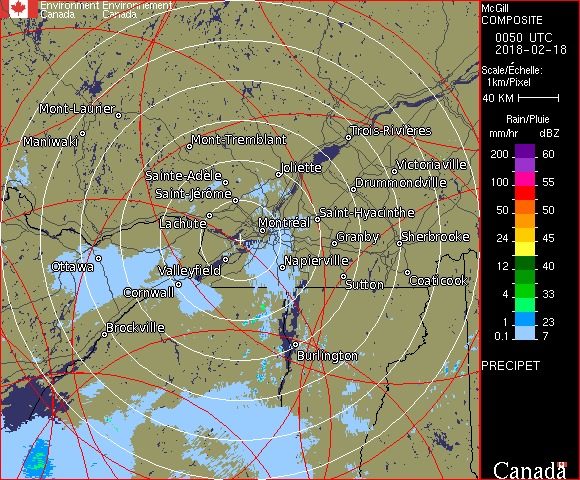 Environment Environnement
Canada Canada
McGill
COMPOSITE
0050 UTC
2018-02-18
Scale/Échelle:
1km/Pixel
40 KM
Rain/Pluie
mm/hr dBZ
200 60
100 55
50 50
24 45
12 40
4 33
1 23
0.1 7
PRECIPET
Canada
Mont-Laurier
Maniwaki
Mont-Tremblant
Trois-Rivières
Sainte-Adèle
Joliette
Victoriaville
Saint-Jérôme
Drummondville
Lachute
Montréal
Saint-Hyacinthe
Granby
Sherbrooke
Ottawa
Valleyfield
Napierville
Cornwall
Sutton
Coaticook
Brockville
Burlington